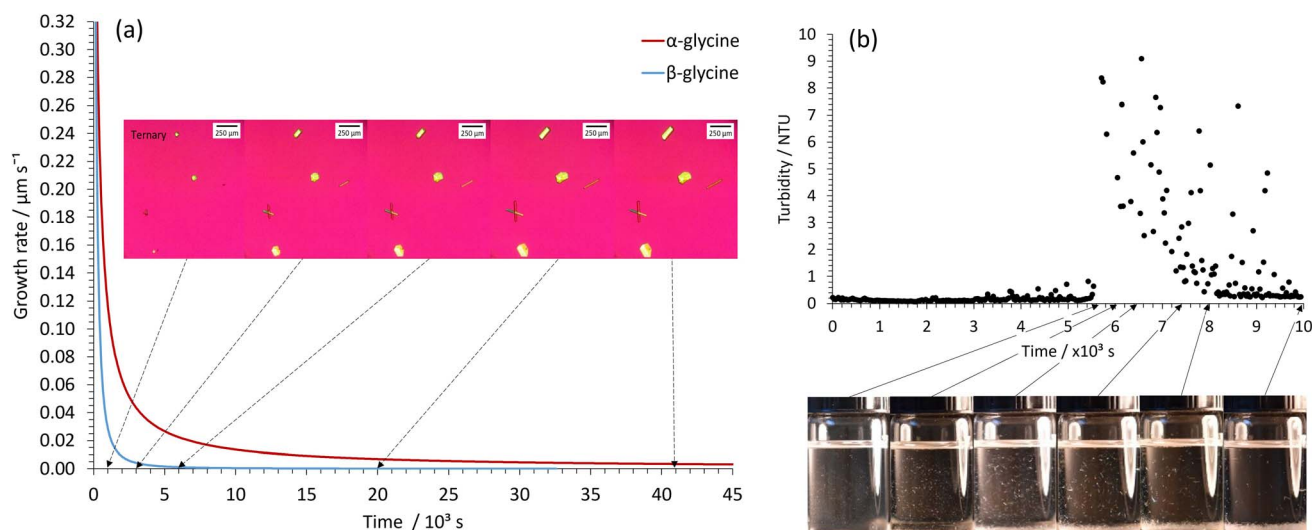 (a)
Growth rate / µm s⁻¹
0.32
0.30
0.28
0.26
0.24
0.22
0.20
0.18
0.16
0.14
0.12
0.10
0.08
0.06
0.04
0.02
0.00
α-glycine
β-glycine
Ternary
250 µm
250 µm
250 µm
250 µm
250 µm
0 5 10 15 20 25 30 35 40 45
Time / 10³ s
(b)
Turbidity / NTU
10
9
8
7
6
5
4
3
2
1
0
0 1 2 3 4 5 6 7 8 9 10
Time / x10³ s